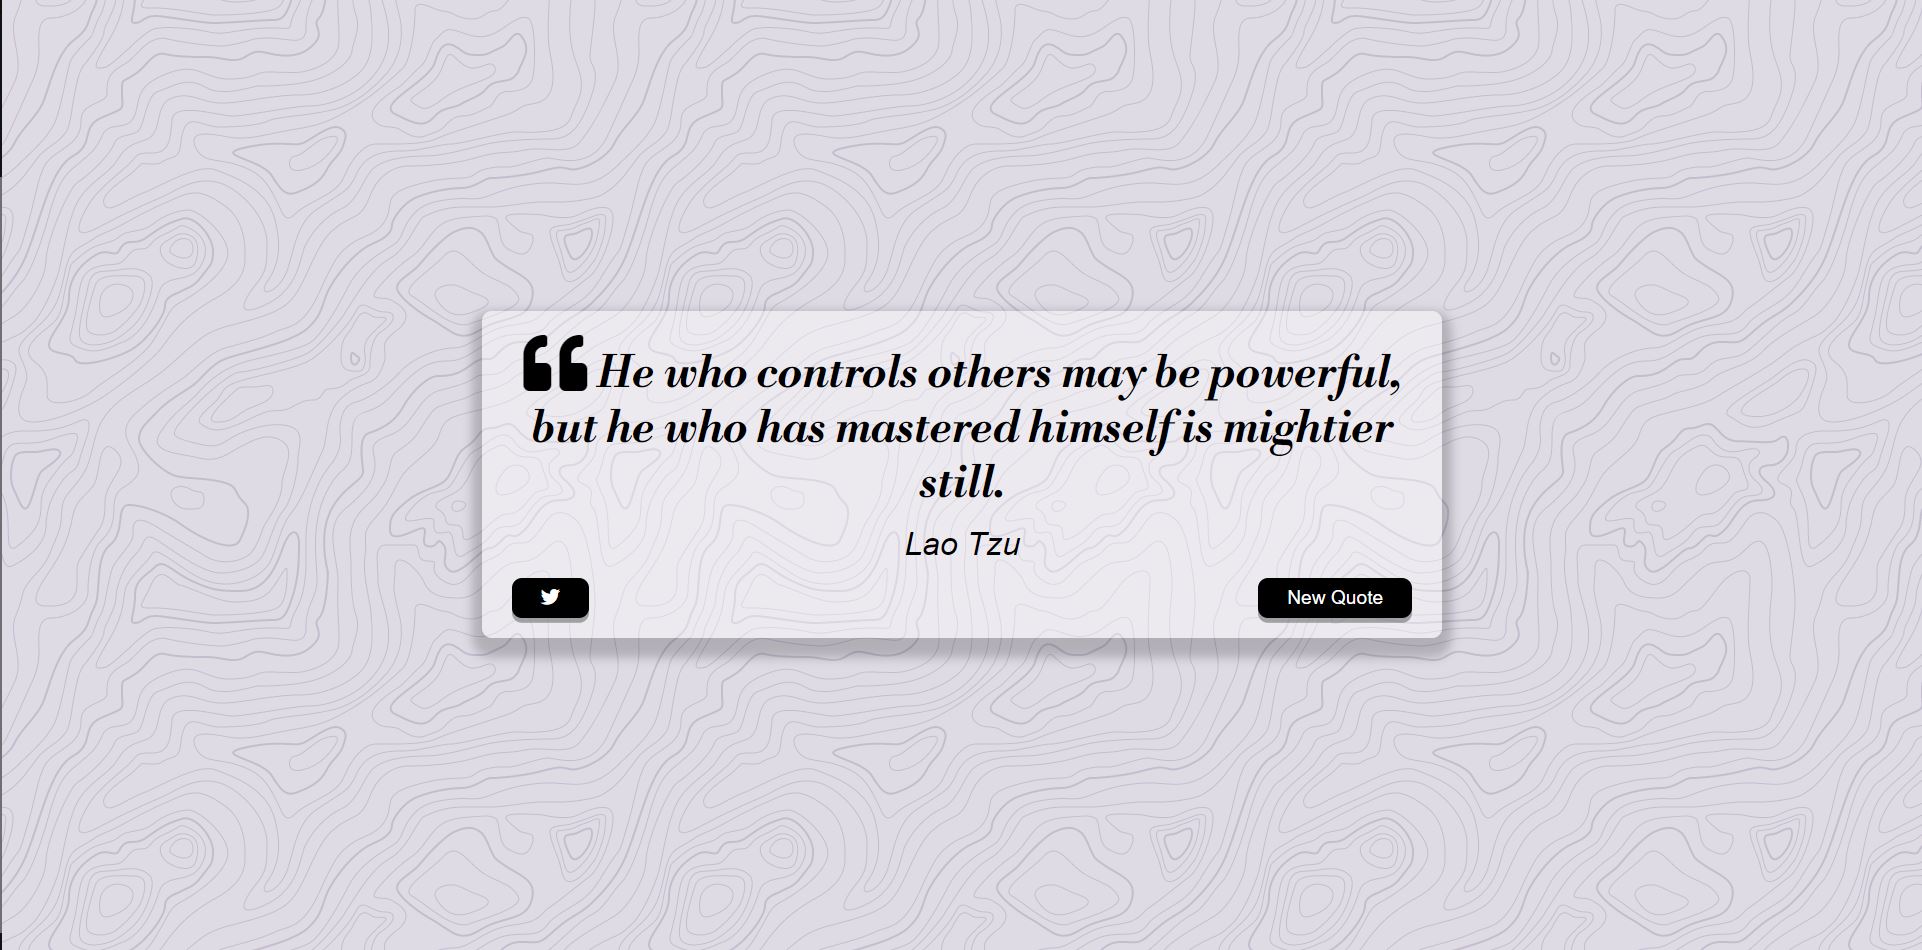 “He who controls others may be powerful,
but he who has mastered himself is mightier
still.
Lao Tzu
New Quote